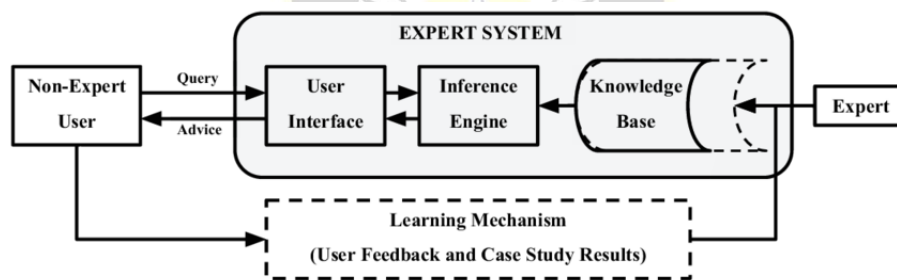 EXPERT SYSTEM
Non-Expert
User
Query
Advice
User
Interface
Inference
Engine
Knowledge
Base
Expert
Learning Mechanism
(User Feedback and Case Study Results)